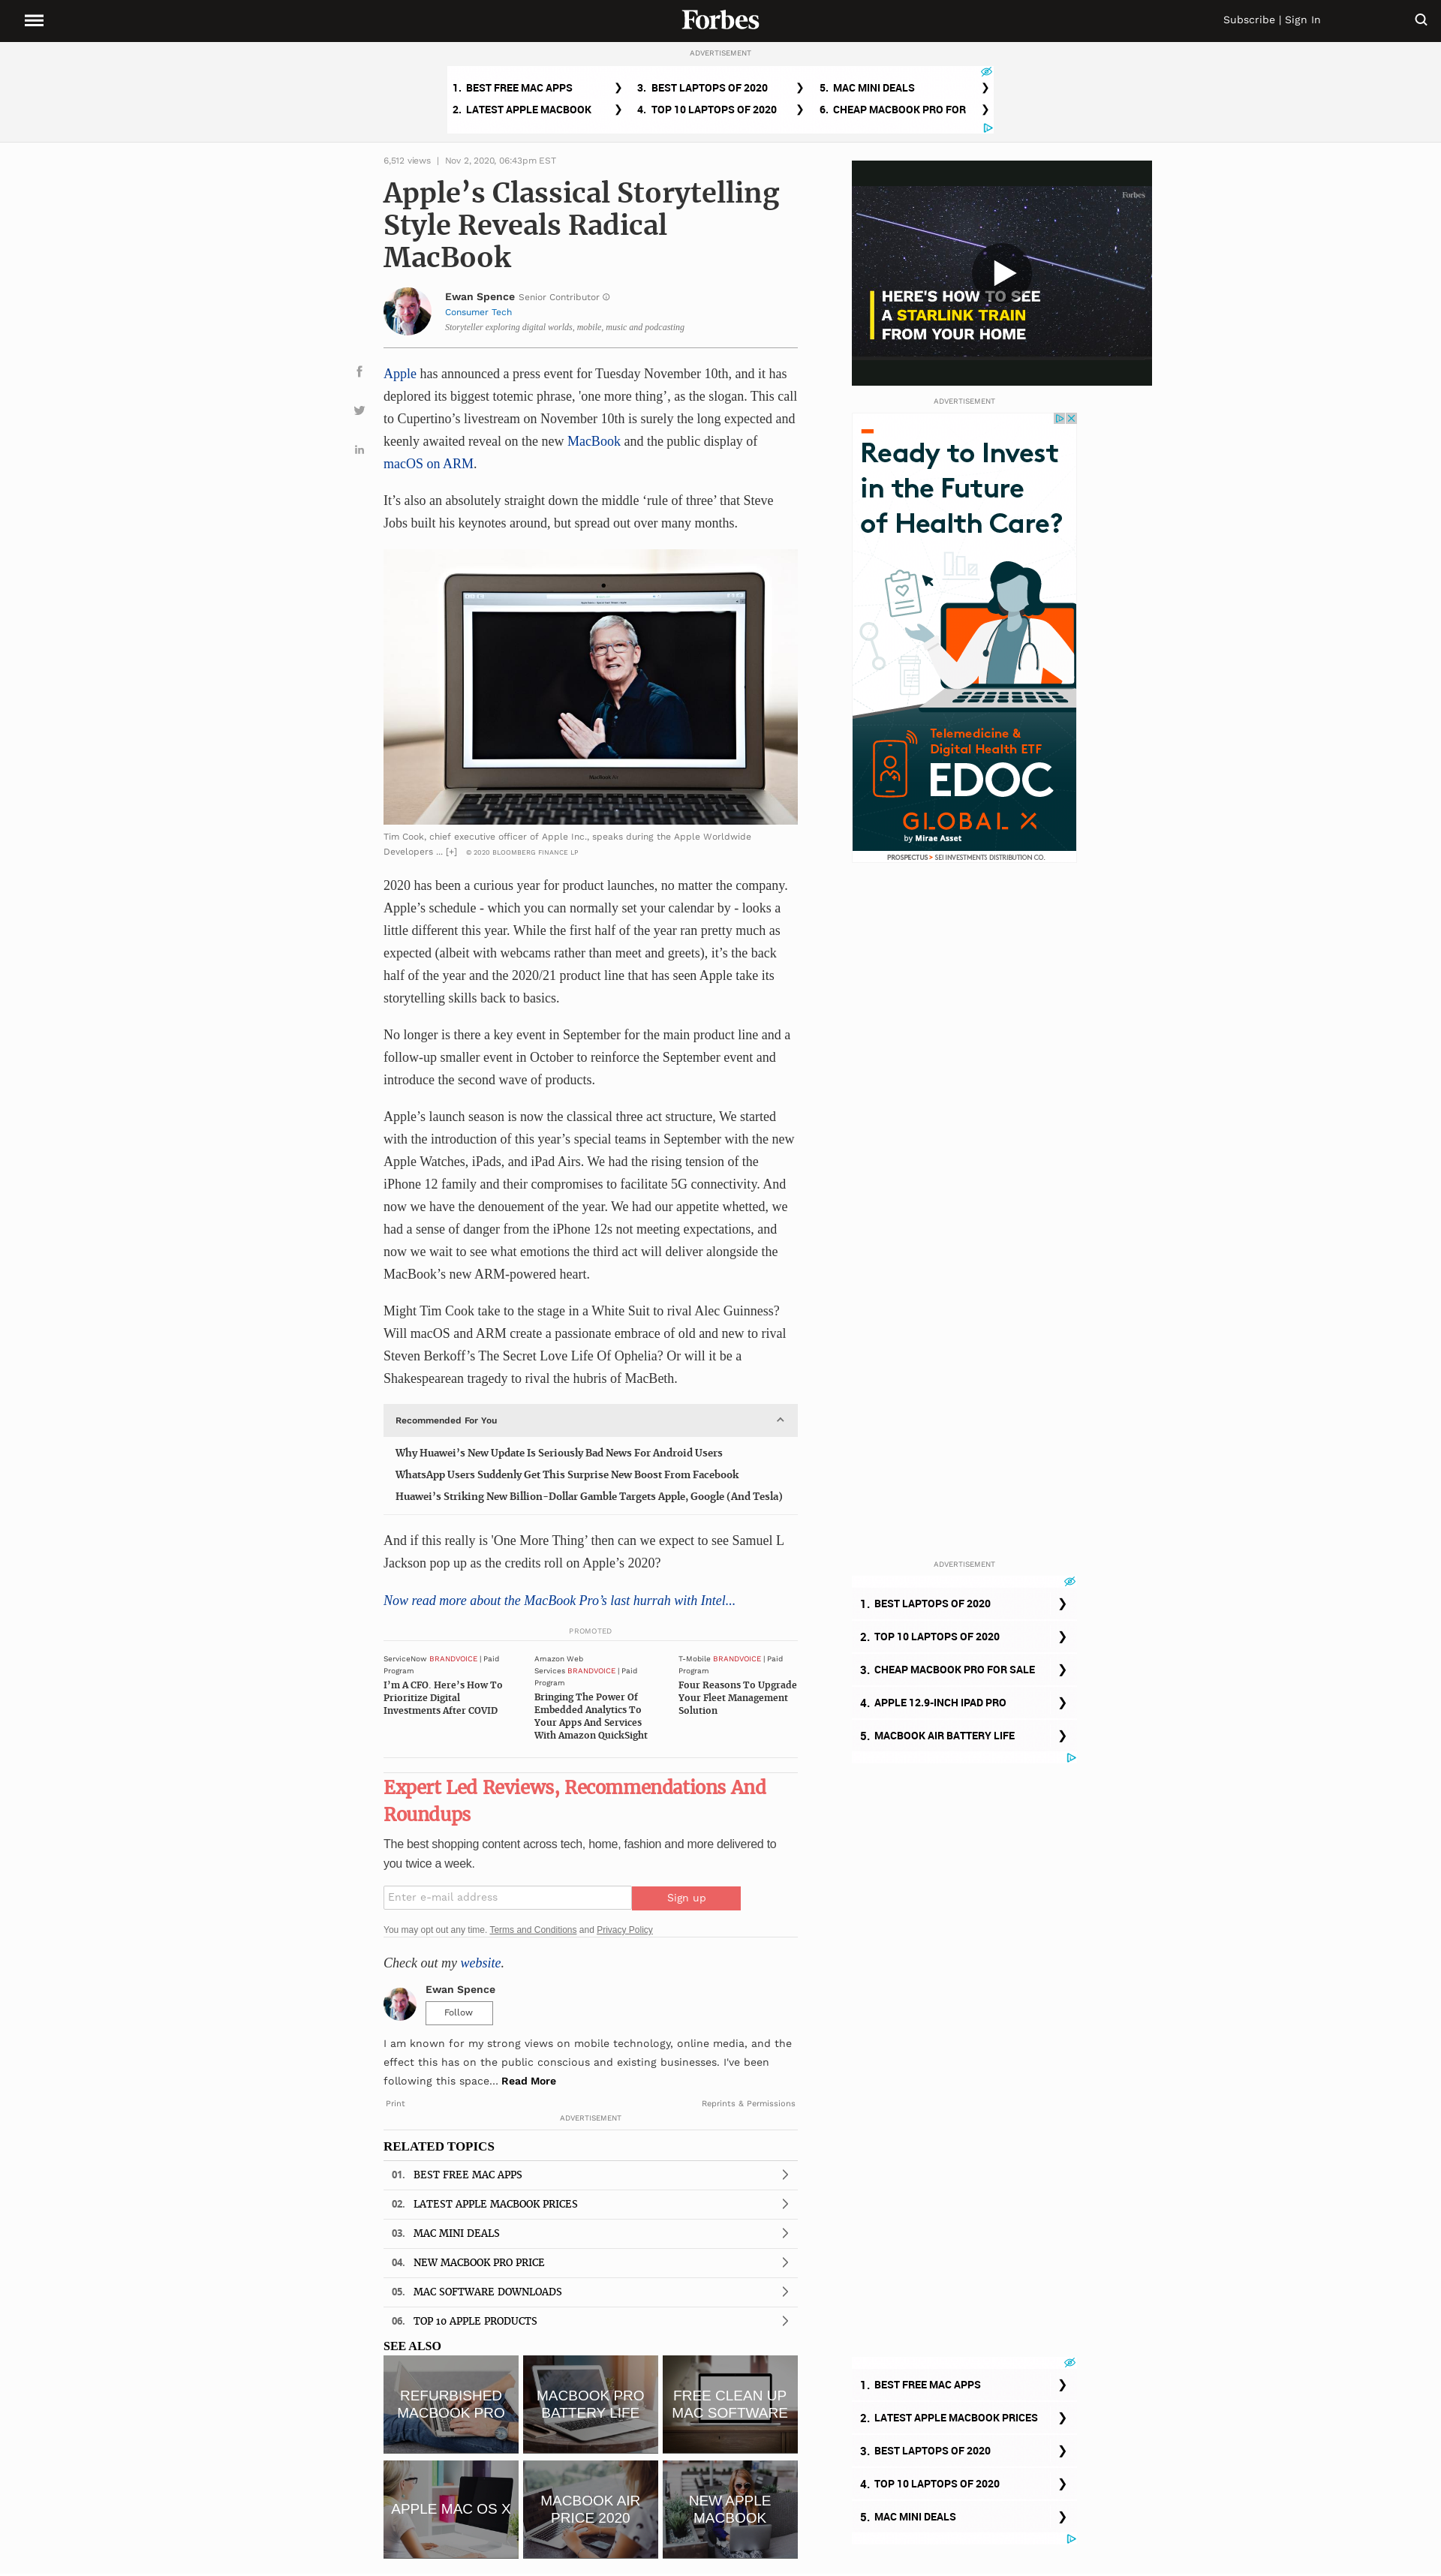 Forbes
Subscribe | Sign In
ADVERTISEMENT
1. BEST FREE MAC APPS
2. LATEST APPLE MACBOOK
3. BEST LAPTOPS OF 2020
4. TOP 10 LAPTOPS OF 2020
5. MAC MINI DEALS
6. CHEAP MACBOOK PRO FOR
6,512 views | Nov 2, 2020, 06:43pm EST
Apple’s Classical Storytelling
Style Reveals Radical
MacBook
Ewan Spence Senior Contributor
Consumer Tech
Storyteller exploring digital worlds, mobile, music and podcasting
Apple has announced a press event for Tuesday November 10th, and it has
deplored its biggest totemic phrase, 'one more thing’, as the slogan. This call
to Cupertino’s livestream on November 10th is surely the long expected and
keenly awaited reveal on the new MacBook and the public display of
macOS on ARM.
It’s also an absolutely straight down the middle ‘rule of three’ that Steve
Jobs built his keynotes around, but spread out over many months.
MacBook Air
Tim Cook, chief executive officer of Apple Inc., speaks during the Apple Worldwide
Developers ... [+] © 2020 BLOOMBERG FINANCE LP
2020 has been a curious year for product launches, no matter the company.
Apple’s schedule - which you can normally set your calendar by - looks a
little different this year. While the first half of the year ran pretty much as
expected (albeit with webcams rather than meet and greets), it’s the back
half of the year and the 2020/21 product line that has seen Apple take its
storytelling skills back to basics.
No longer is there a key event in September for the main product line and a
follow-up smaller event in October to reinforce the September event and
introduce the second wave of products.
Apple’s launch season is now the classical three act structure, We started
with the introduction of this year’s special teams in September with the new
Apple Watches, iPads, and iPad Airs. We had the rising tension of the
iPhone 12 family and their compromises to facilitate 5G connectivity. And
now we have the denouement of the year. We had our appetite whetted, we
had a sense of danger from the iPhone 12s not meeting expectations, and
now we wait to see what emotions the third act will deliver alongside the
MacBook’s new ARM-powered heart.
Might Tim Cook take to the stage in a White Suit to rival Alec Guinness?
Will macOS and ARM create a passionate embrace of old and new to rival
Steven Berkoff’s The Secret Love Life Of Ophelia? Or will it be a
Shakespearean tragedy to rival the hubris of MacBeth.
Recommended For You
Why Huawei’s New Update Is Seriously Bad News For Android Users
WhatsApp Users Suddenly Get This Surprise New Boost From Facebook
Huawei’s Striking New Billion-Dollar Gamble Targets Apple, Google (And Tesla)
And if this really is 'One More Thing’ then can we expect to see Samuel L
Jackson pop up as the credits roll on Apple’s 2020?
Now read more about the MacBook Pro’s last hurrah with Intel...
PROMOTED
ServiceNow BRANDVOICE | Paid
Program
I’m A CFO. Here’s How To
Prioritize Digital
Investments After COVID
Amazon Web
Services BRANDVOICE | Paid
Program
Bringing The Power Of
Embedded Analytics To
Your Apps And Services
With Amazon QuickSight
T-Mobile BRANDVOICE | Paid
Program
Four Reasons To Upgrade
Your Fleet Management
Solution
Expert Led Reviews, Recommendations And
Roundups
The best shopping content across tech, home, fashion and more delivered to
you twice a week.
Enter e-mail address
Sign up
You may opt out any time. Terms and Conditions and Privacy Policy
Check out my website.
Ewan Spence
Follow
I am known for my strong views on mobile technology, online media, and the
effect this has on the public conscious and existing businesses. I’ve been
following this space... Read More
Print
Reprints & Permissions
ADVERTISEMENT
RELATED TOPICS
01. BEST FREE MAC APPS
02. LATEST APPLE MACBOOK PRICES
03. MAC MINI DEALS
04. NEW MACBOOK PRO PRICE
05. MAC SOFTWARE DOWNLOADS
06. TOP 10 APPLE PRODUCTS
SEE ALSO
REFURBISHED
MACBOOK PRO
MACBOOK PRO
BATTERY LIFE
FREE CLEAN UP
MAC SOFTWARE
APPLE MAC OS X
MACBOOK AIR
PRICE 2020
NEW APPLE
MACBOOK
Forbes
HERE'S HOW TO SEE
A STARLINK TRAIN
FROM YOUR HOME
ADVERTISEMENT
Ready to Invest
in the Future
of Health Care?
Telemedicine &
Digital Health ETF
EDOC
GLOBAL X
by Mirae Asset
PROSPECTUS > SEI INVESTMENTS DISTRIBUTION CO.
ADVERTISEMENT
1. BEST LAPTOPS OF 2020
2. TOP 10 LAPTOPS OF 2020
3. CHEAP MACBOOK PRO FOR SALE
4. APPLE 12.9-INCH IPAD PRO
5. MACBOOK AIR BATTERY LIFE
1. BEST FREE MAC APPS
2. LATEST APPLE MACBOOK PRICES
3. BEST LAPTOPS OF 2020
4. TOP 10 LAPTOPS OF 2020
5. MAC MINI DEALS